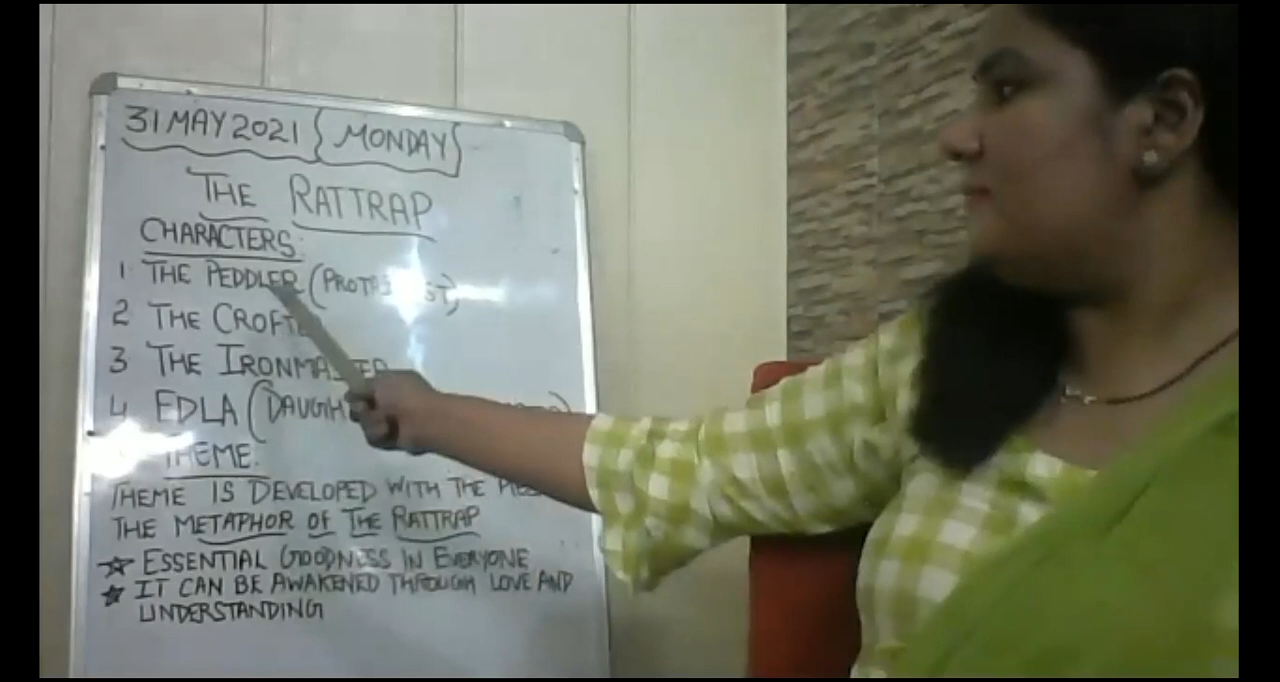 31 MAY 2021 { MONDAY }
THE RATTRAP
CHARACTERS:
1 THE PEDDLER
2 THE
3 THE IRONMASTER
4 EDLA (
THEME:
THEME IS DEVELOPED WITH THE
THE METAPHOR OF THE RATTRAP
☆ ESSENTIAL GOODNESS IN EVERYONE
☆ IT CAN BE AWAKENED THROUGH LOVE AND
UNDERSTANDING